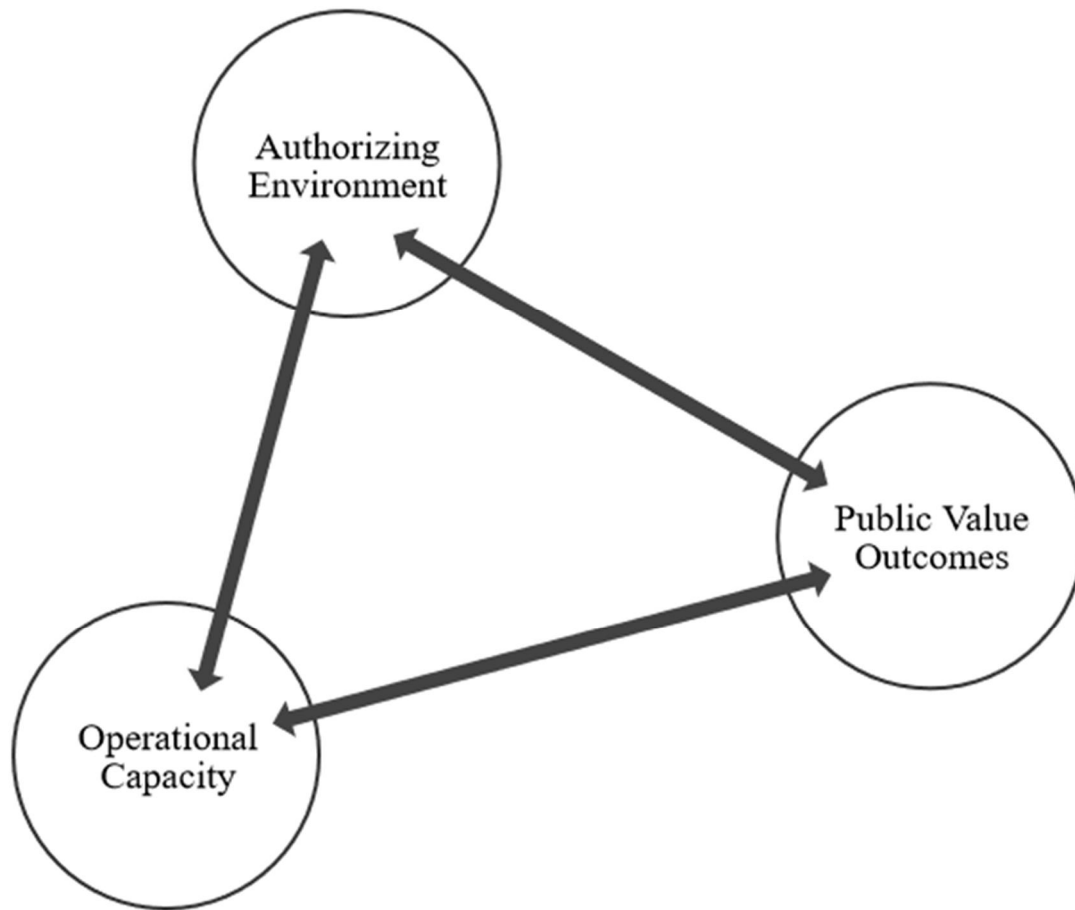 Authorizing
Environment
Public Value
Outcomes
Operational
Capacity